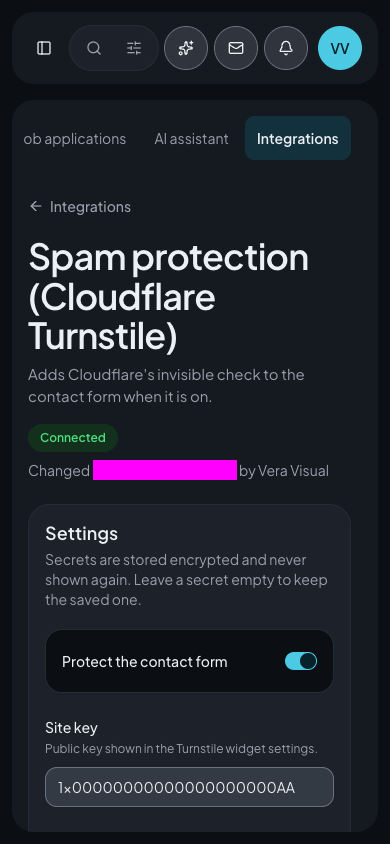 VV
ob applications
AI assistant
Integrations
Integrations
Spam protection
(Cloudflare
Turnstile)
Adds Cloudflare's invisible check to the
contact form when it is on.
Connected
Changed
by Vera Visual
Settings
Secrets are stored encrypted and never
shown again. Leave a secret empty to keep
the saved one.
Protect the contact form
Site key
Public key shown in the Turnstile widget settings.
1x00000000000000000000AA